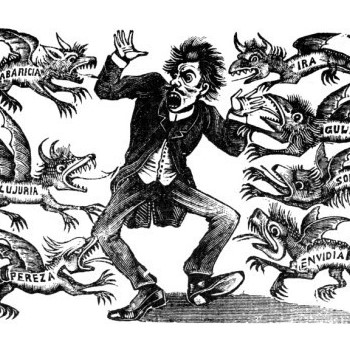 ABARICIA
IRA
GUL
LUJURIA
SO
PEREZA
ENVIDIA